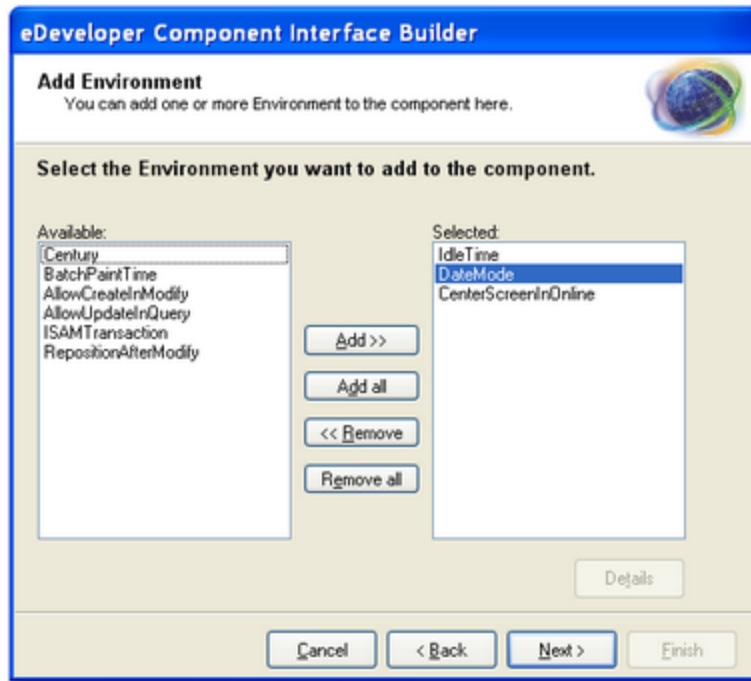 eDeveloper Component Interface Builder
Add Environment
You can add one or more Environment to the component here.
Select the Environment you want to add to the component.
Available:
Century
BatchPaintTime
AllowCreateInModify
AllowUpdateInQuery
ISAMTransaction
RepositionAfterModify
Add >>
Add all
<< Remove
Remove all
Selected:
IdleTime
DateMode
CenterScreenInOnline
Details
Cancel
< Back
Next >
Finish